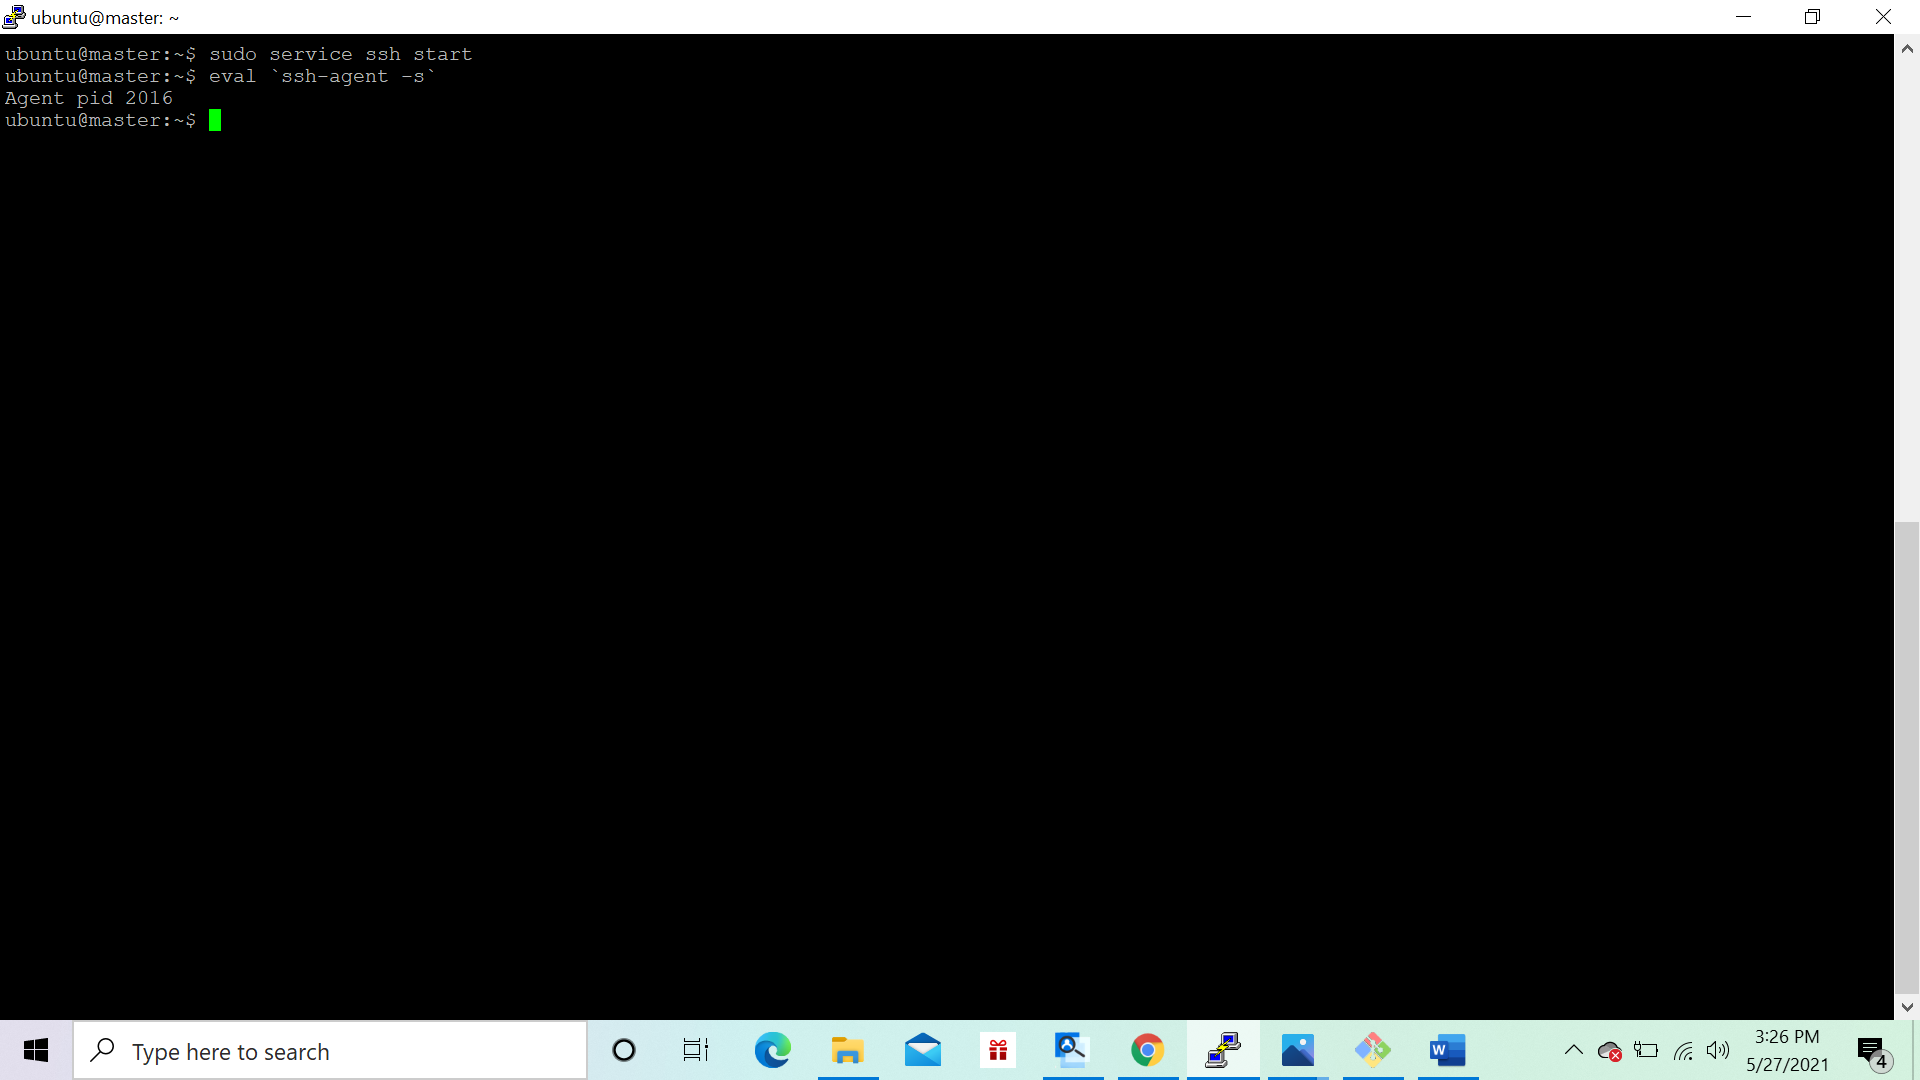 ubuntu@master: ~
ubuntu@master:~$ sudo service ssh start
ubuntu@master:~$ eval `ssh-agent -s`
Agent pid 2016
ubuntu@master:~$
Type here to search
W
3:26 PM
5/27/2021
4